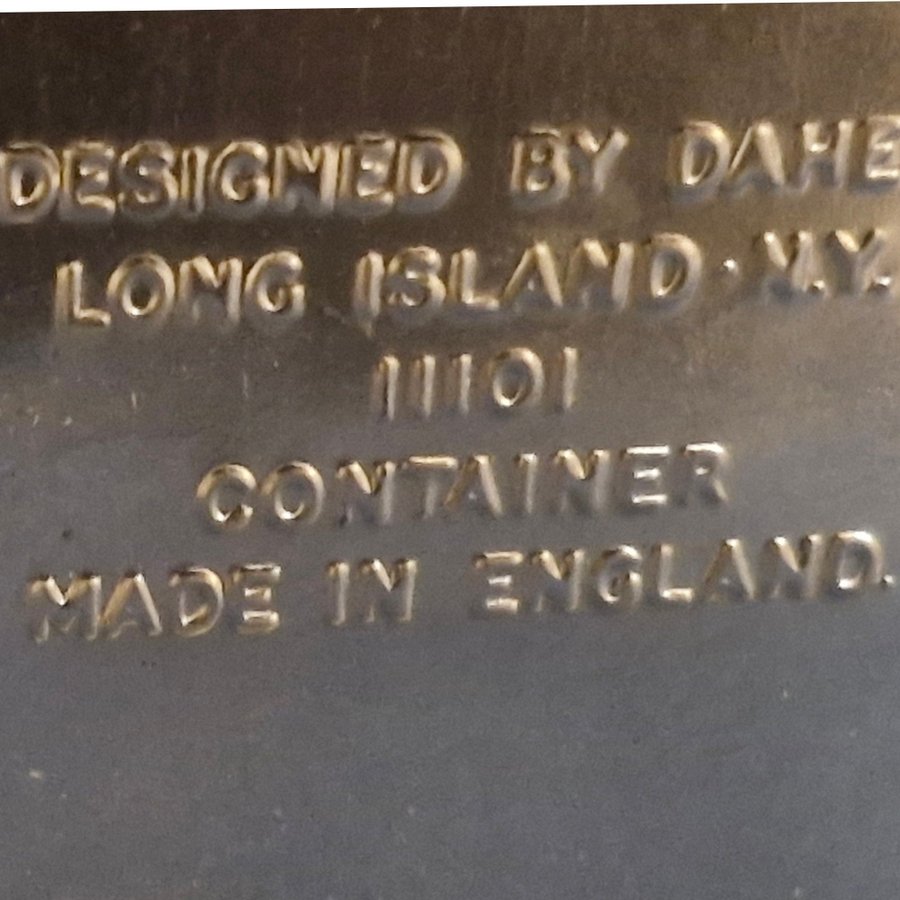 DESIGNED BY DAHE
LONG ISLAND · N.Y.
11101
CONTAINER
MADE IN ENGLAND.